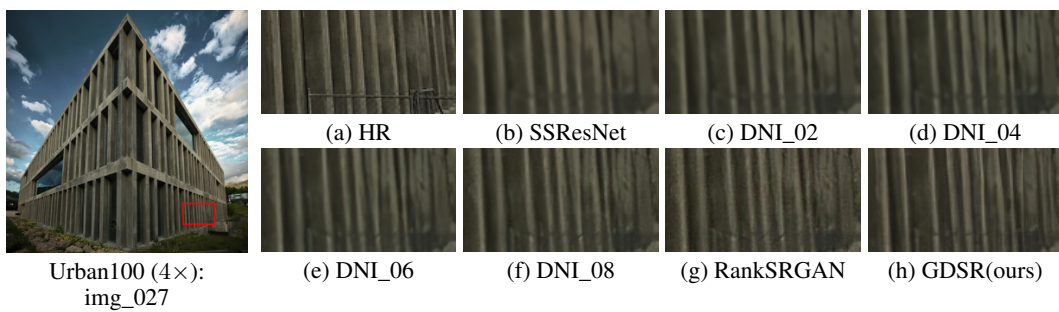 (a) HR
(b) SSResNet
(c) DNI_02
(d) DNI_04
(e) DNI_06
(f) DNI_08
(g) RankSRGAN
(h) GDSR(ours)
Urban100 (4×):
img_027